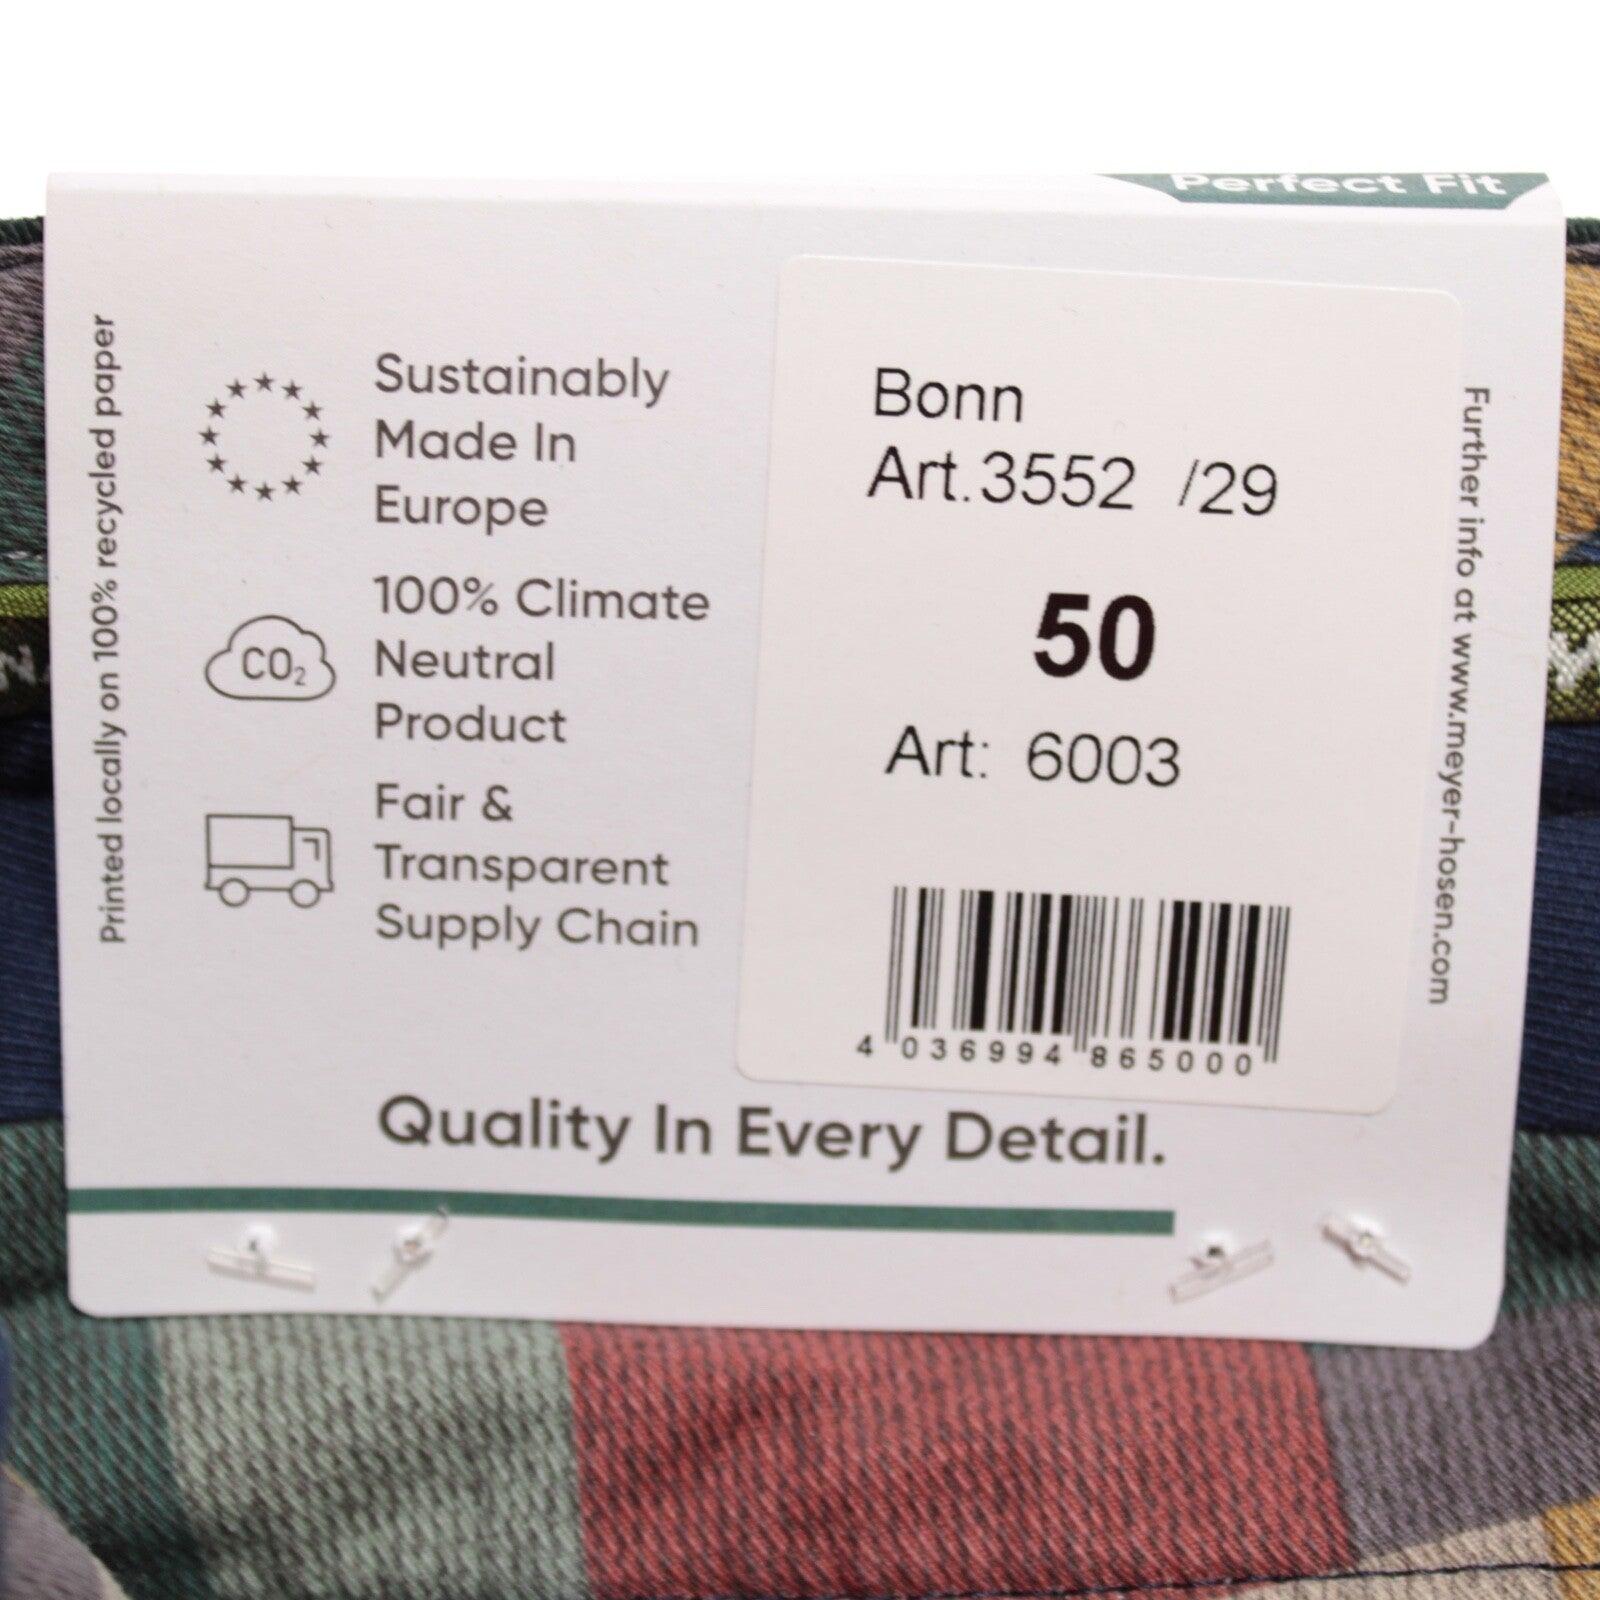 Perfect Fit
Printed locally on 100% recycled paper
Sustainably
Made In
Europe
CO₂
100% Climate
Neutral
Product
Fair &
Transparent
Supply Chain
Bonn
Art.3552 /29
50
Art: 6003
4 036994 865000
Further info at www.meyer-hosen.com
Quality In Every Detail.